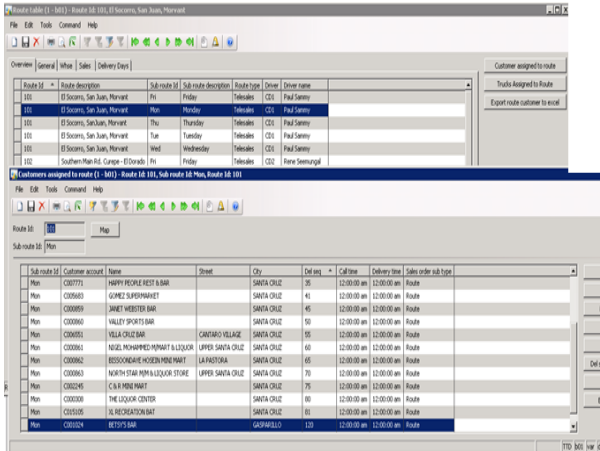 Route table (1 - b01) - Route Id: 101, El Socorro, San Juan, Morvant
File Edit Tools Command Help
Overview General Whse Sales Delivery Days
Customer assigned to route
Trucks Assigned to Route
Export route customer to excel
Route Id Route description Sub route Id Sub route description Route type Driver Driver name
101 El Socorro, San Juan, Morvant Fri Friday Telesales CD1 Paul Sammy
101 El Socorro, San Juan, Morvant Mon Monday Telesales CD1 Paul Sammy
101 El Socorro, San Juan, Morvant Thu Thursday Telesales CD1 Paul Sammy
101 El Socorro, San Juan, Morvant Tue Tuesday Telesales CD1 Paul Sammy
101 El Socorro, San Juan, Morvant Wed Wednesday Telesales CD1 Paul Sammy
102 Southern Main Rd. Curepe - El Dorado Fri Friday Telesales CD2 Rene Seemungal
Customers assigned to route (1 - b01) - Route Id: 101, Sub route Id: Mon, Route Id: 101
File Edit Tools Command Help
Route Id: 101 Map
Sub route Id: Mon
Sub route Id Customer account Name Street City Del seq Call time Delivery time Sales order sub type
Mon C007771 HAPPY PEOPLE REST & BAR SANTA CRUZ 35 12:00:00 am 12:00:00 am Route
Mon C005683 GOMEZ SUPERMARKET SANTA CRUZ 41 12:00:00 am 12:00:00 am Route
Mon C000859 JANET WEBSTER BAR SANTA CRUZ 45 12:00:00 am 12:00:00 am Route
Mon C000860 VALLEY SPORTS BAR SANTA CRUZ 50 12:00:00 am 12:00:00 am Route
Mon C006551 VILLA CRUZ BAR CANTARO VILLAGE SANTA CRUZ 55 12:00:00 am 12:00:00 am Route
Mon C000861 NIGEL MOHAMMED M/MART & LIQUOR UPPER SANTA CRUZ SANTA CRUZ 60 12:00:00 am 12:00:00 am Route
Mon C000862 BISSOONDAYE HOSEIN MINI MART LA PASTORA SANTA CRUZ 65 12:00:00 am 12:00:00 am Route
Mon C000863 NORTH STAR M/M & LIQUOR STORE UPPER SANTA CRUZ SANTA CRUZ 70 12:00:00 am 12:00:00 am Route
Mon C002245 C & R MINI MART SANTA CRUZ 75 12:00:00 am 12:00:00 am Route
Mon C000308 THE LIQUOR CENTER SANTA CRUZ 80 12:00:00 am 12:00:00 am Route
Mon C015105 XL RECREATION BAT SANTA CRUZ 81 12:00:00 am 12:00:00 am Route
Mon C001024 BETSY'S BAR GASPARILLO 120 12:00:00 am 12:00:00 am Route
Del
TTD b01